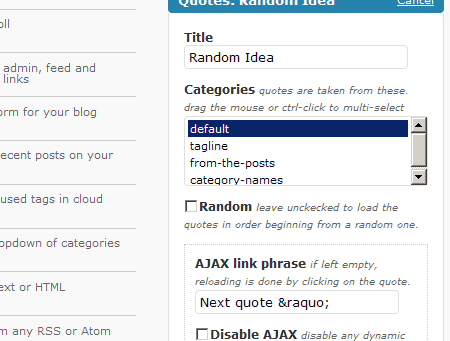 oll
admin, feed and
links
orm for your blog
ecent posts on your
used tags in cloud
opdown of categories
ext or HTML
m any RSS or Atom
Quotes: Random Idea
Cancel
Title
Random Idea
Categories quotes are taken from these.
drag the mouse or ctrl-click to multi-select
default
tagline
from-the-posts
category-names
Random leave unckecked to load the
quotes in order beginning from a random one.
AJAX link phrase if left empty,
reloading is done by clicking on the quote.
Next quote &raquo;
Disable AJAX disable any dynamic